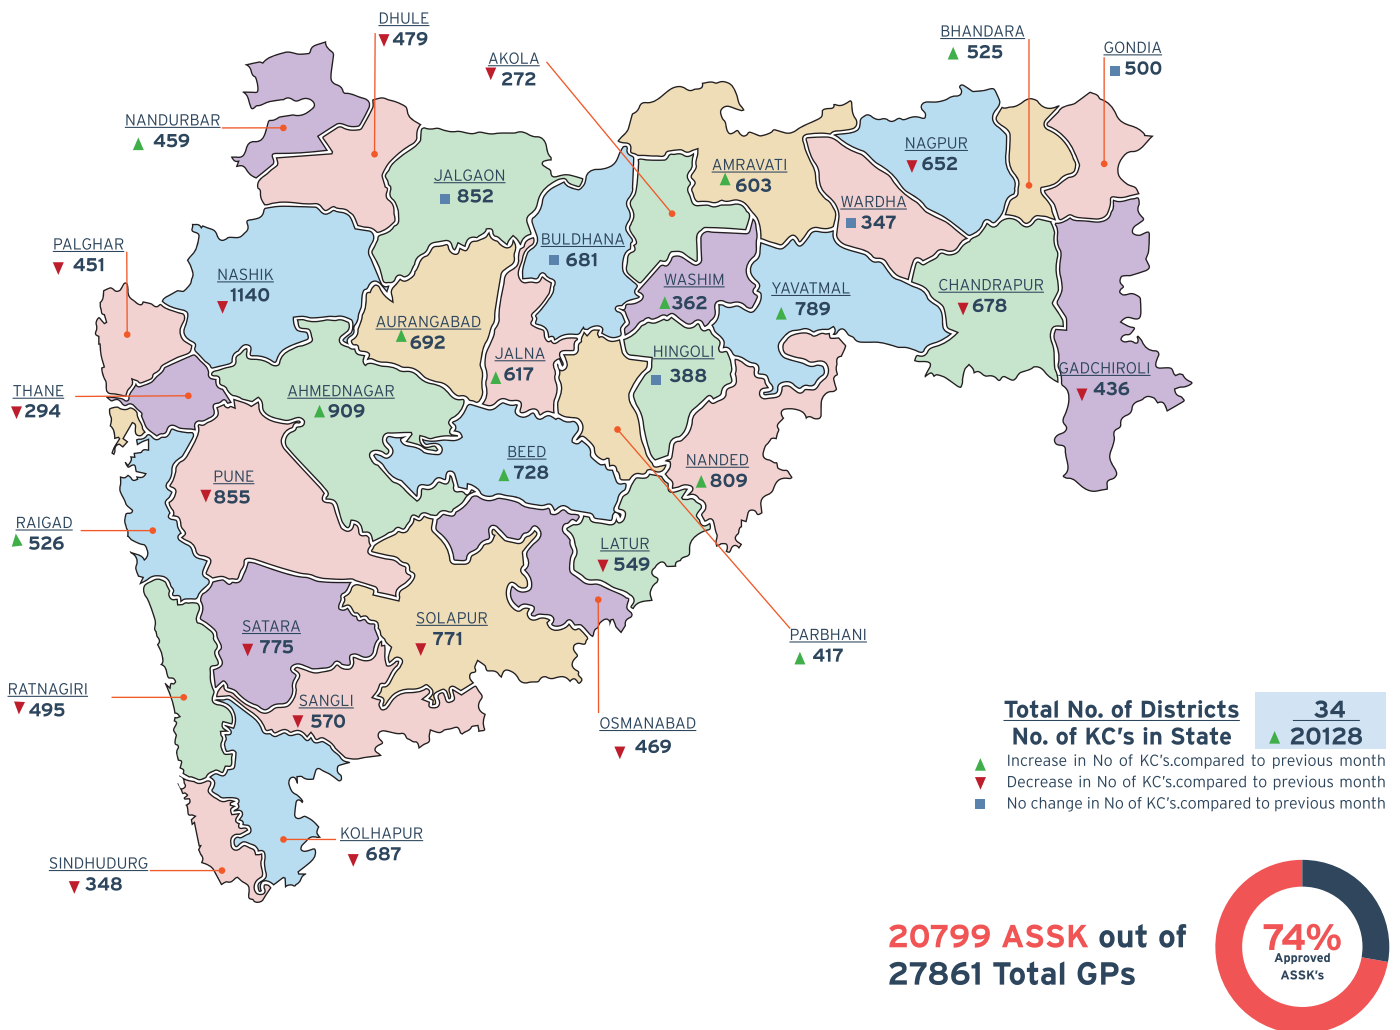 DHULE
479
AKOLA
272
BHANDARA
525
GONDIA
500
NANDURBAR
459
JALGAON
852
AMRAVATI
603
NAGPUR
652
WARDHA
347
PALGHAR
451
NASHIK
1140
BULDHANA
681
WASHIM
362
YAVATMAL
789
CHANDRAPUR
678
AURANGABAD
692
JALNA
617
HINGOLI
388
GADCHIROLI
436
THANE
294
AHMEDNAGAR
909
BEED
728
NANDED
809
PUNE
855
RAIGAD
526
LATUR
549
SATARA
775
SOLAPUR
771
PARBHANI
417
RATNAGIRI
495
SANGLI
570
OSMANABAD
469
KOLHAPUR
687
SINDHUDURG
348
Total No. of Districts 34
No. of KC's in State 20128
Increase in No of KC's.compared to previous month
Decrease in No of KC's.compared to previous month
No change in No of KC's.compared to previous month
20799 ASSK out of
27861 Total GPs
74%
Approved
ASSK's